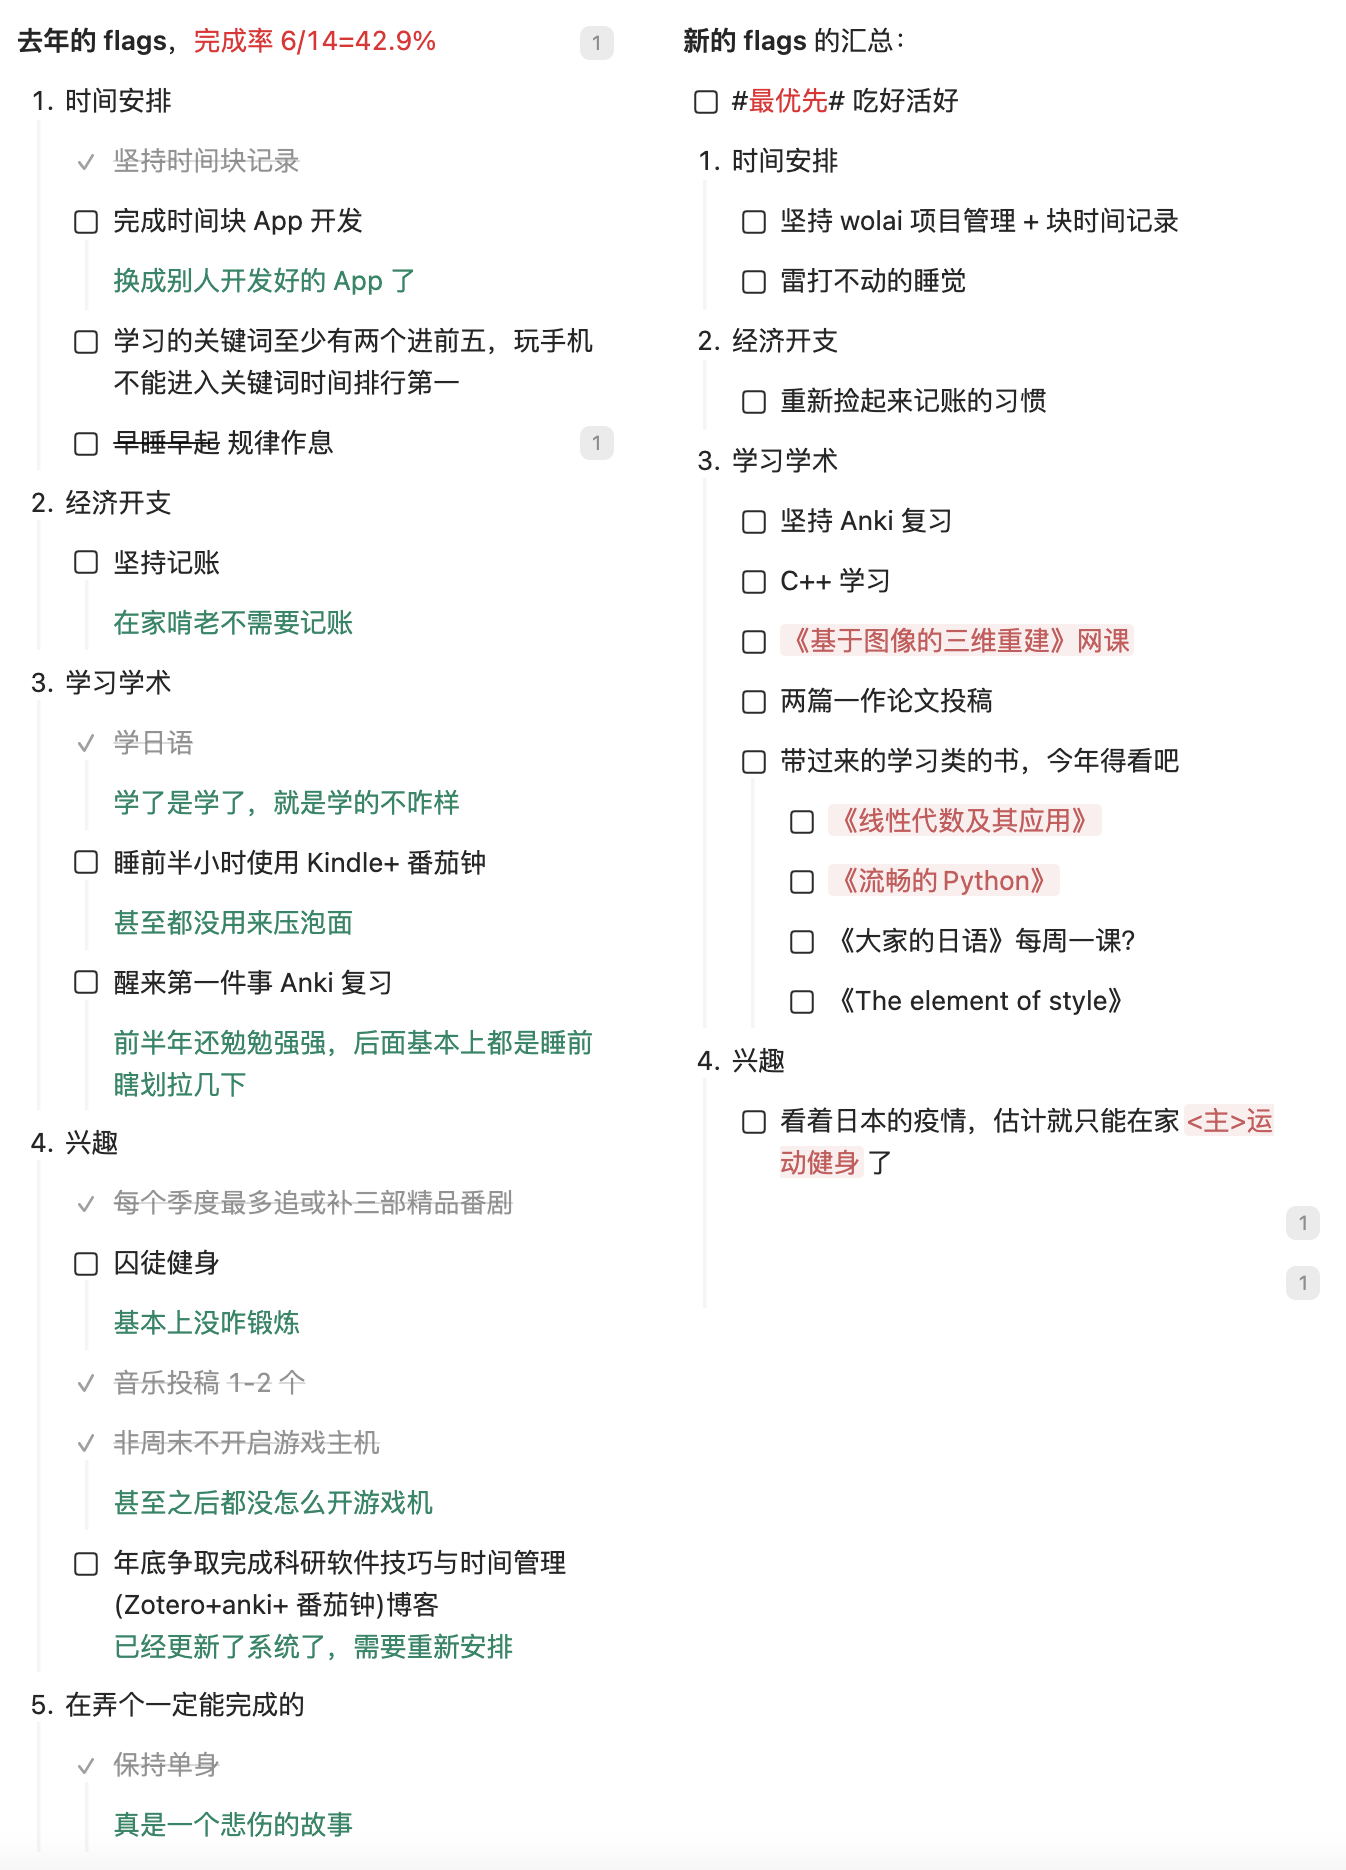 去年的 flags，完成率 6/14=42.9%
1
1. 时间安排
坚持时间块记录
完成时间块 App 开发
换成别人开发好的 App 了
学习的关键词至少有两个进前五，玩手机
不能进入关键词时间排行第一
早睡早起 规律作息
1
2. 经济开支
坚持记账
在家啃老不需要记账
3. 学习学术
学日语
学了是学了，就是学的不咋样
睡前半小时使用 Kindle+ 番茄钟
甚至都没用来压泡面
醒来第一件事 Anki 复习
前半年还勉勉强强，后面基本上都是睡前
瞎划拉几下
4. 兴趣
每个季度最多追或补三部精品番剧
囚徒健身
基本上没咋锻炼
音乐投稿 1-2 个
非周末不开启游戏主机
甚至之后都没怎么开游戏机
年底争取完成科研软件技巧与时间管理
(Zotero+anki+ 番茄钟)博客
已经更新了系统了，需要重新安排
5. 在弄个一定能完成的
保持单身
真是一个悲伤的故事
新的 flags 的汇总：
#最优先# 吃好活好
1. 时间安排
坚持 wolai 项目管理 + 块时间记录
雷打不动的睡觉
2. 经济开支
重新捡起来记账的习惯
3. 学习学术
坚持 Anki 复习
C++ 学习
《基于图像的三维重建》网课
两篇一作论文投稿
带过来的学习类的书，今年得看吧
《线性代数及其应用》
《流畅的 Python》
《大家的日语》每周一课?
《The element of style》
4. 兴趣
看着日本的疫情，估计就只能在家 <主>运
动健身 了
1
1